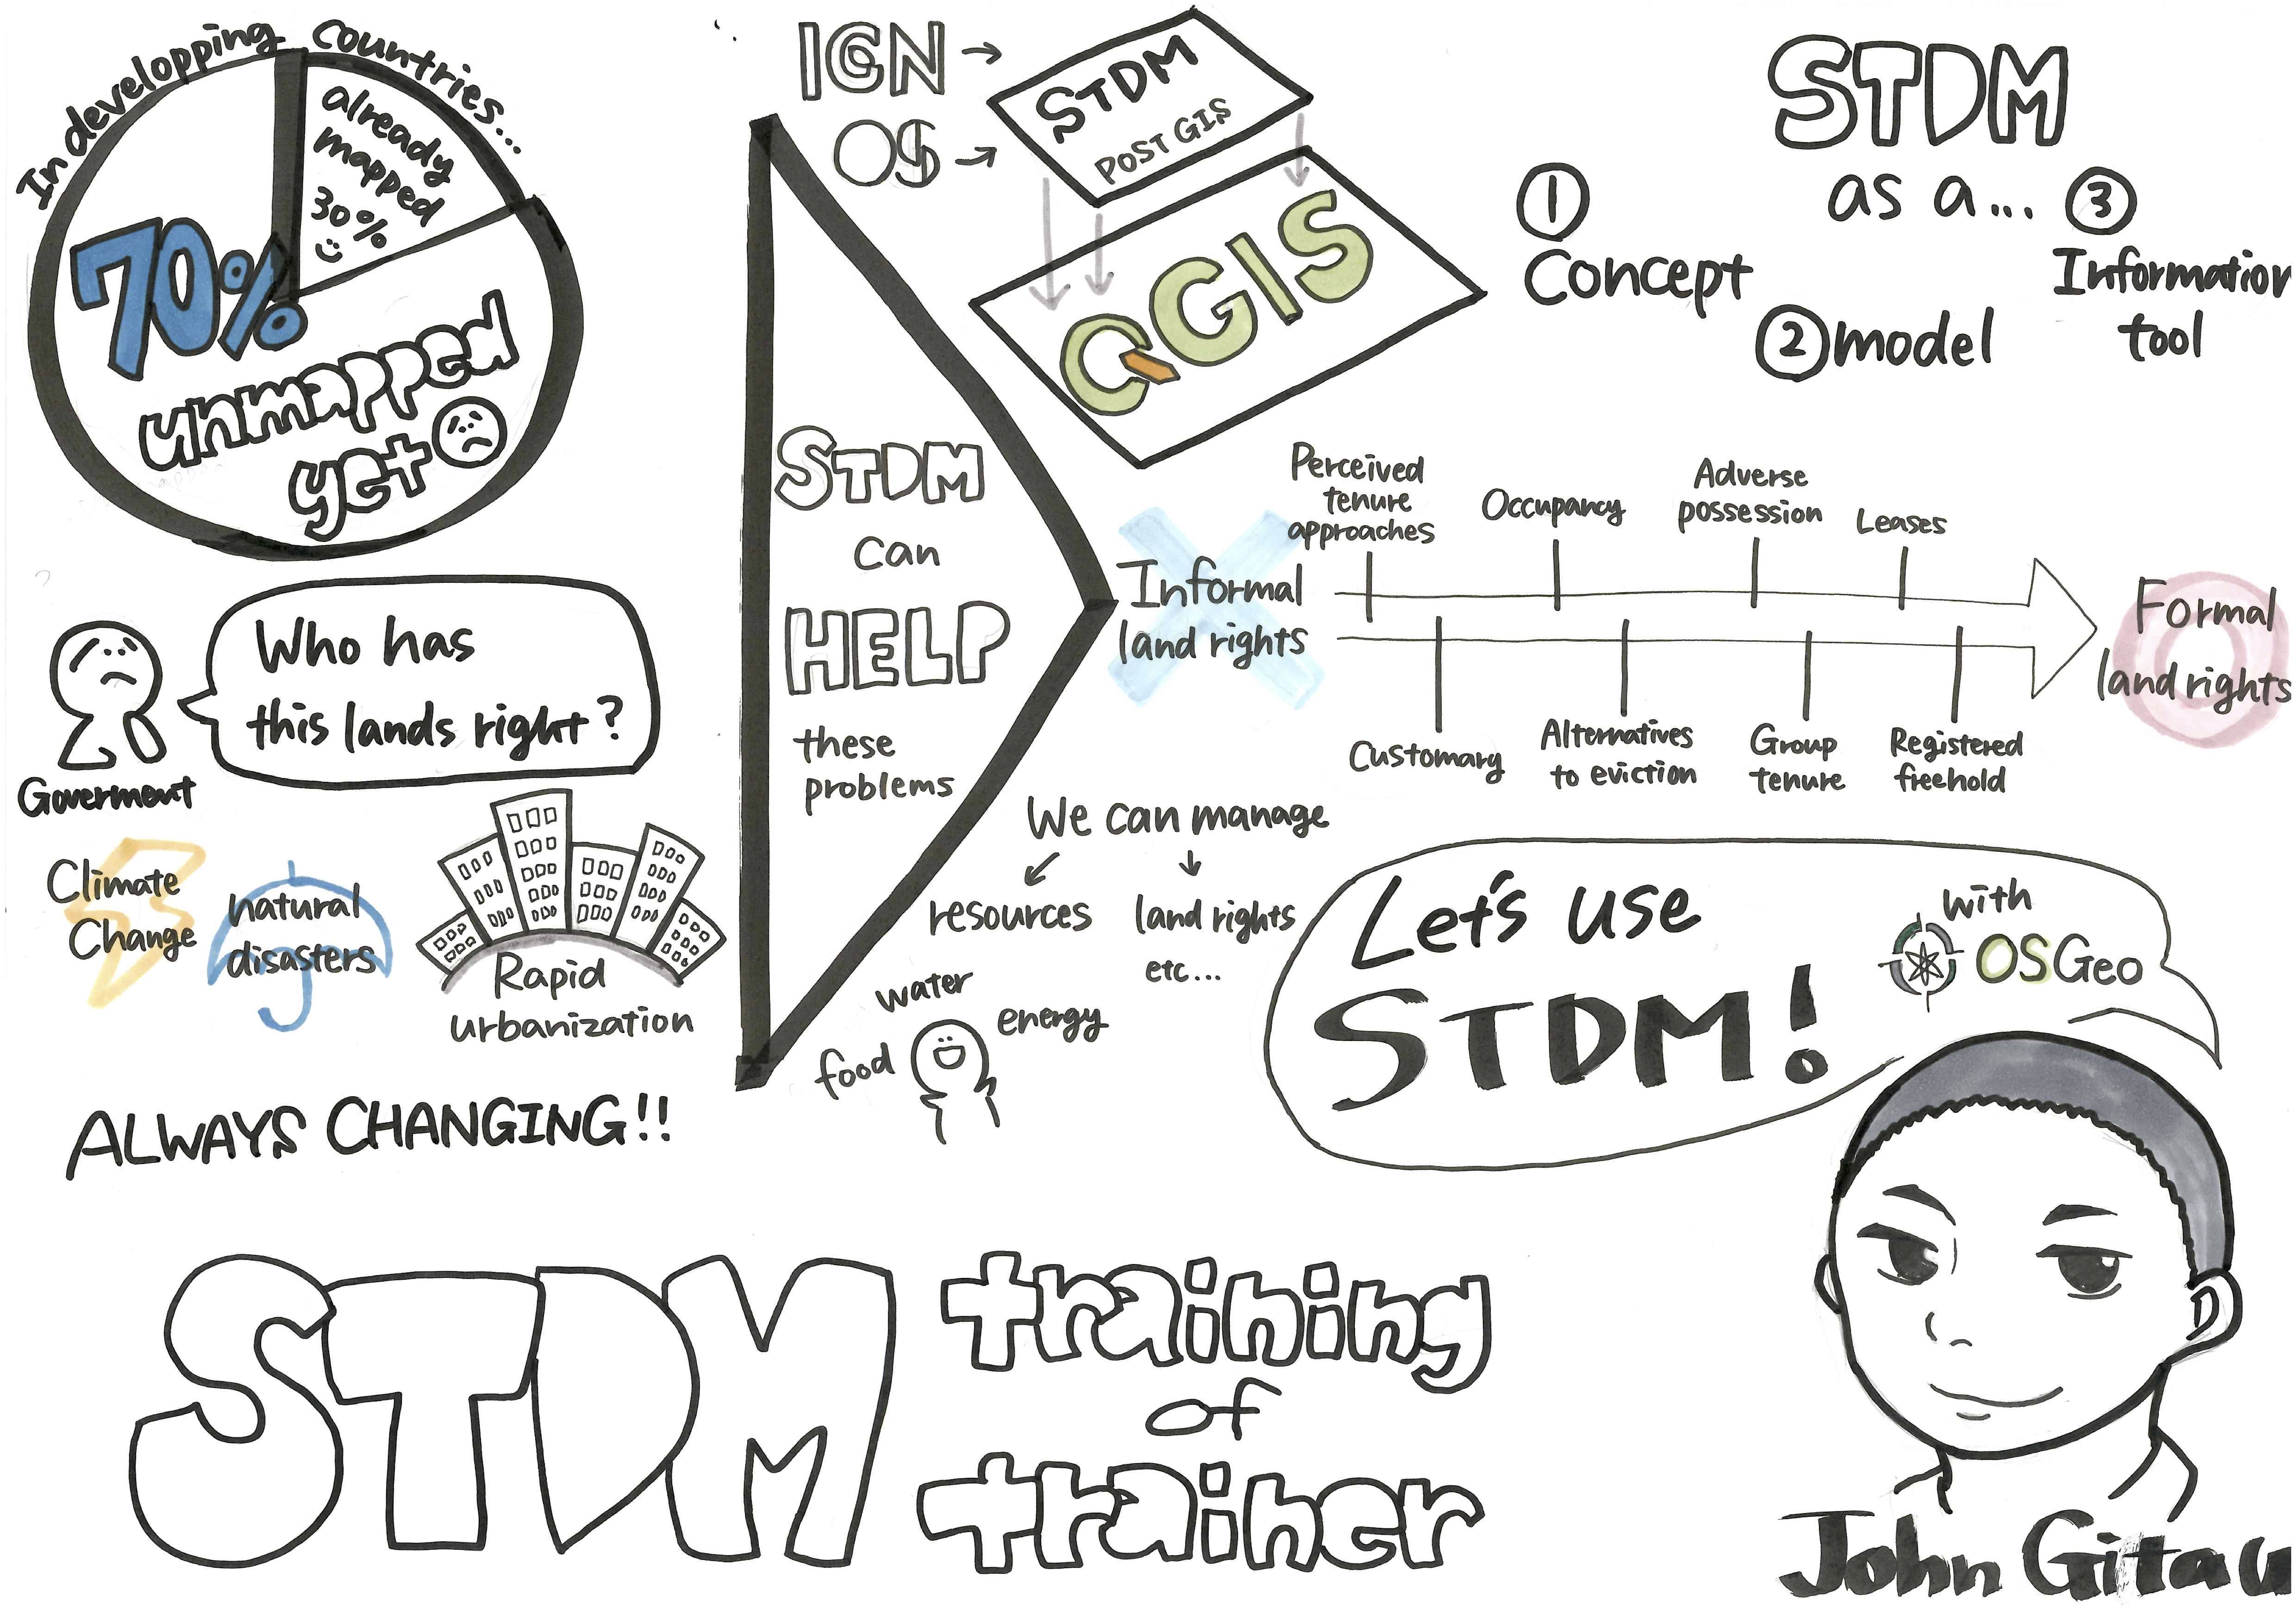 In developping countries...
already
mapped
30%
70%
unmapped
yet
Who has
this lands right?
Goverment
Climate
Change
natural
disasters
Rapid
urbanization
ALWAYS CHANGING!!
IGN →
OS →
STDM
POST GIS
QGIS
STDM
can
HELP
these
problems
STDM
as a...
① Concept
② model
③ Information
tool
Informal
land rights
Perceived
tenure
approaches
Customary
Occupancy
Alternatives
to eviction
Adverse
possession
Group
tenure
Leases
Registered
freehold
Formal
land rights
We can manage
resources
land rights
etc...
water
food
energy
Let's use
STDM!
with
OSGeo
STDM
training
of
trainer
John Gitau